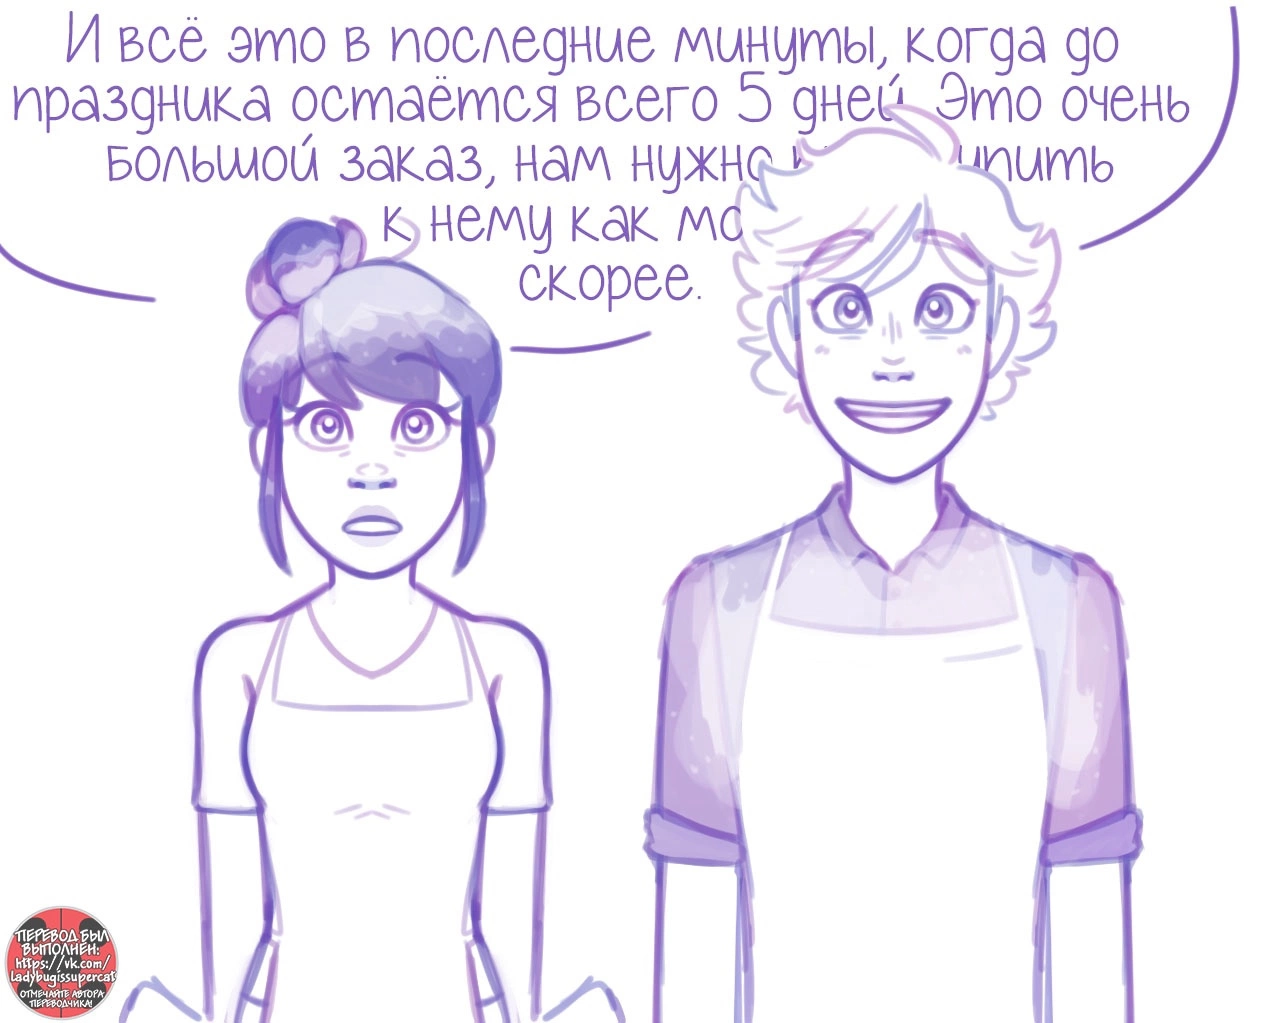 И всё это в последние минуты, когда до
праздника остаётся всего 5 дней. Это очень
большой заказ, нам нужно
к нему как
скорее.
ПЕРЕВОД БЫЛ
ВЫПОЛНЕН:
https://vk.com/
ladybugissupercat
ОТМЕЧАЙТЕ АВТОРА
ПЕРЕВОДЧИКА!